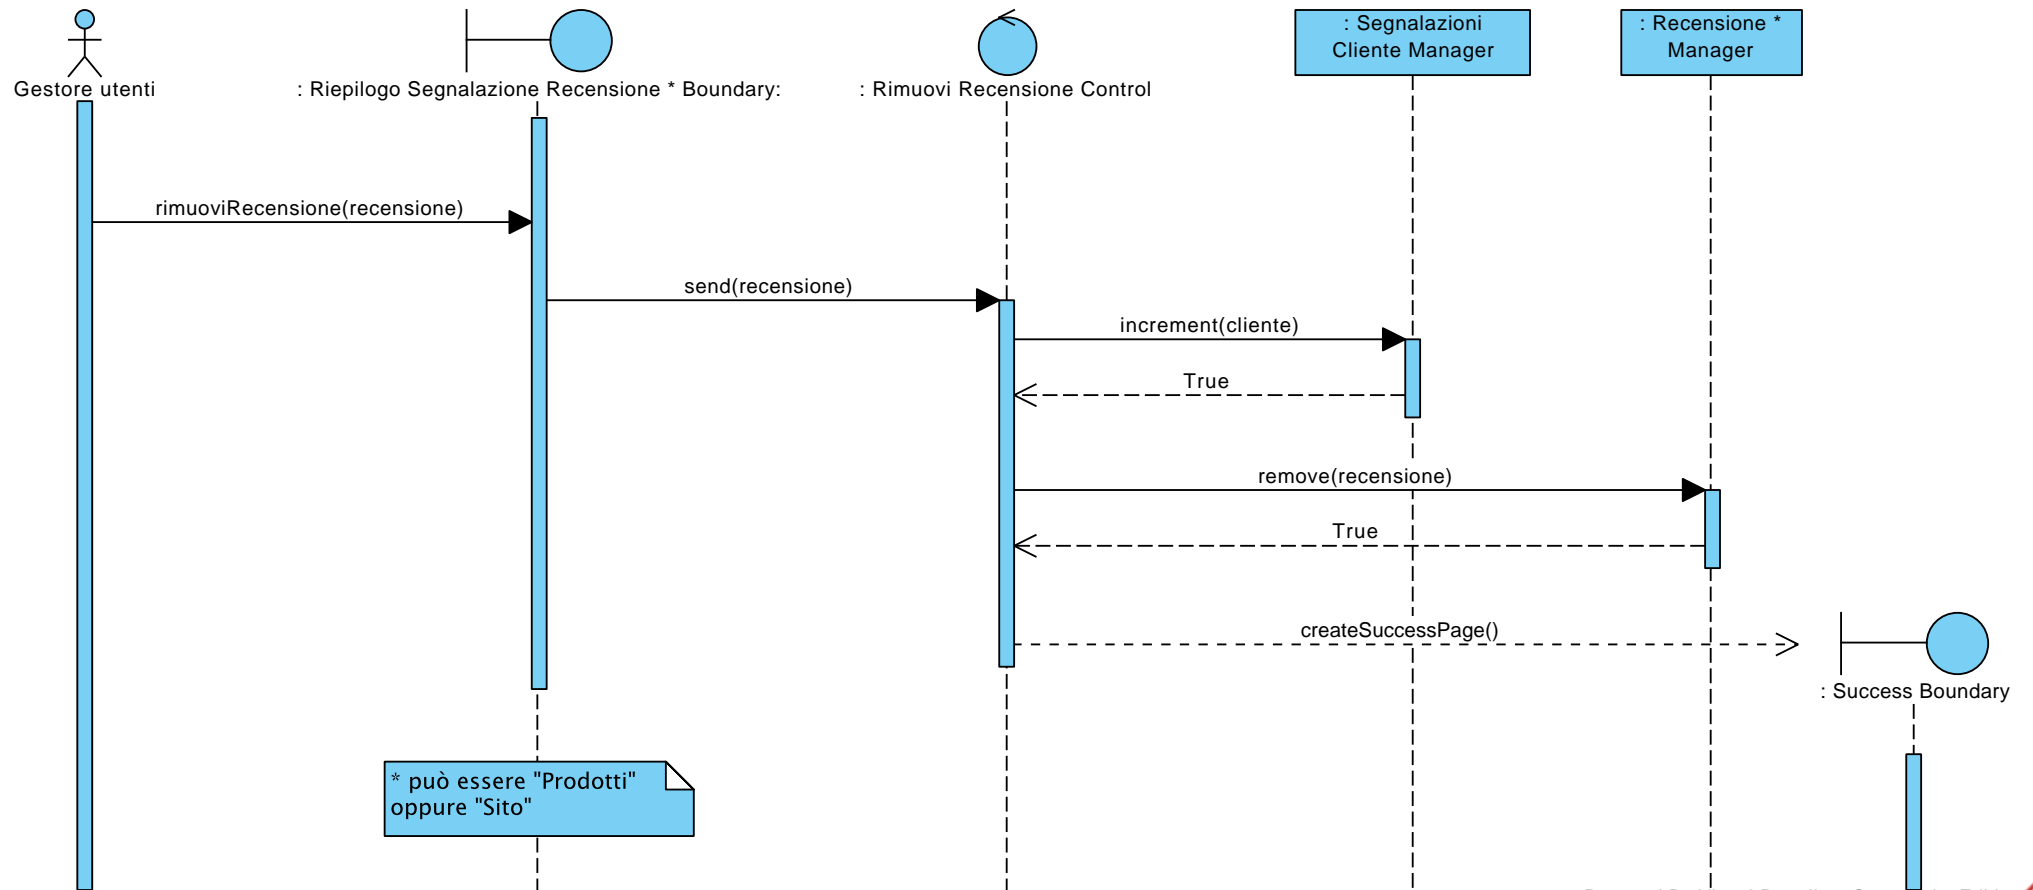 Gestore utenti
: Riepilogo Segnalazione Recensione * Boundary:
: Rimuovi Recensione Control
: Segnalazioni
Cliente Manager
: Recensione *
Manager
rimuoviRecensione(recensione)
send(recensione)
increment(cliente)
True
remove(recensione)
True
createSuccessPage()
: Success Boundary
* può essere "Prodotti"
oppure "Sito"